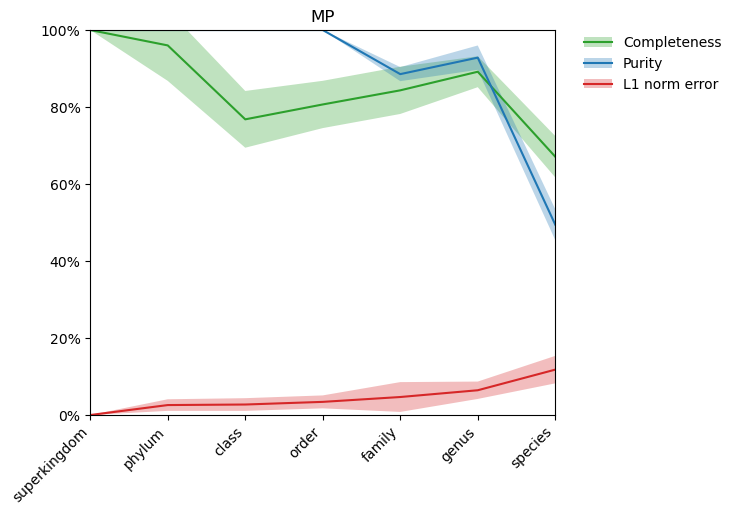 MP
100%
80%
60%
40%
20%
0%
superkingdom
phylum
class
order
family
genus
species
Completeness
Purity
L1 norm error